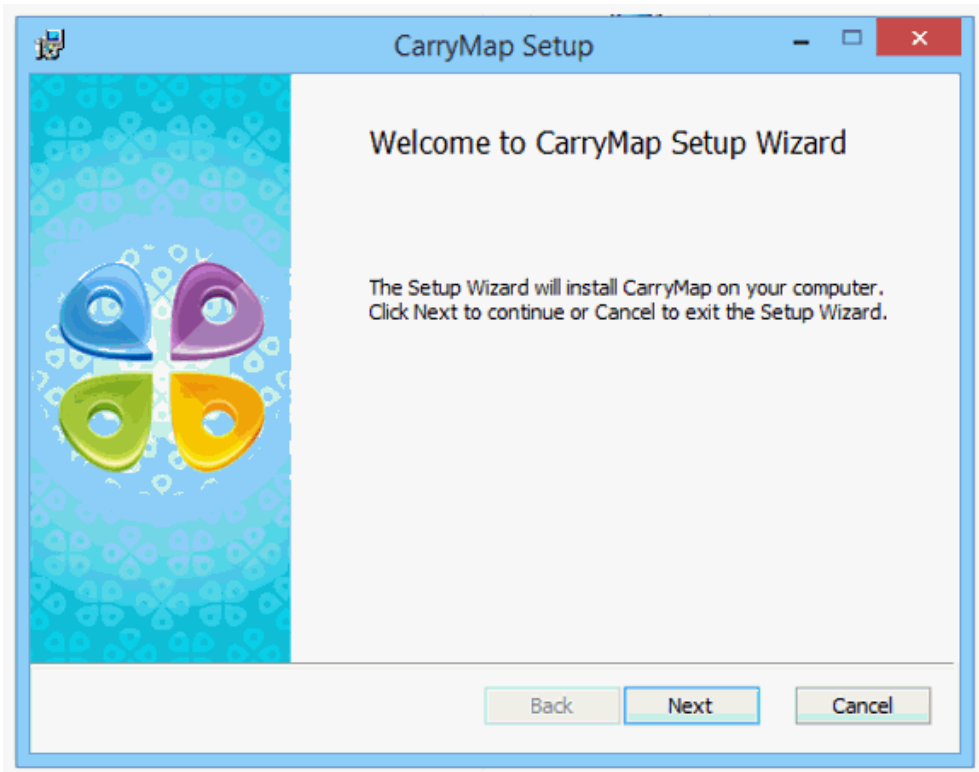 CarryMap Setup
Welcome to CarryMap Setup Wizard
The Setup Wizard will install CarryMap on your computer.
Click Next to continue or Cancel to exit the Setup Wizard.
Back
Next
Cancel